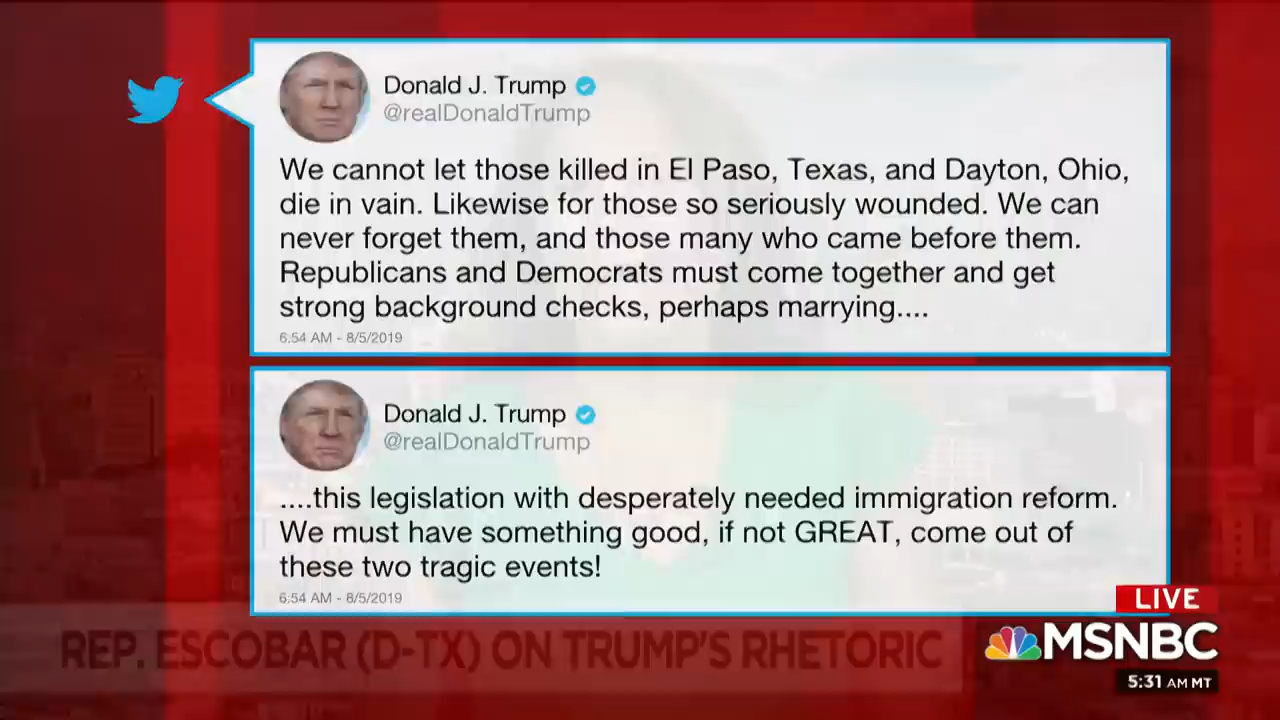 Donald J. Trump
@realDonaldTrump
We cannot let those killed in El Paso, Texas, and Dayton, Ohio,
die in vain. Likewise for those so seriously wounded. We can
never forget them, and those many who came before them.
Republicans and Democrats must come together and get
strong background checks, perhaps marrying....
6:54 AM - 8/5/2019
Donald J. Trump
@realDonaldTrump
....this legislation with desperately needed immigration reform.
We must have something good, if not GREAT, come out of
these two tragic events!
6:54 AM - 8/5/2019
LIVE
REP. ESCOBAR (D-TX) ON TRUMP'S RHETORIC
MSNBC
5:31 AM MT